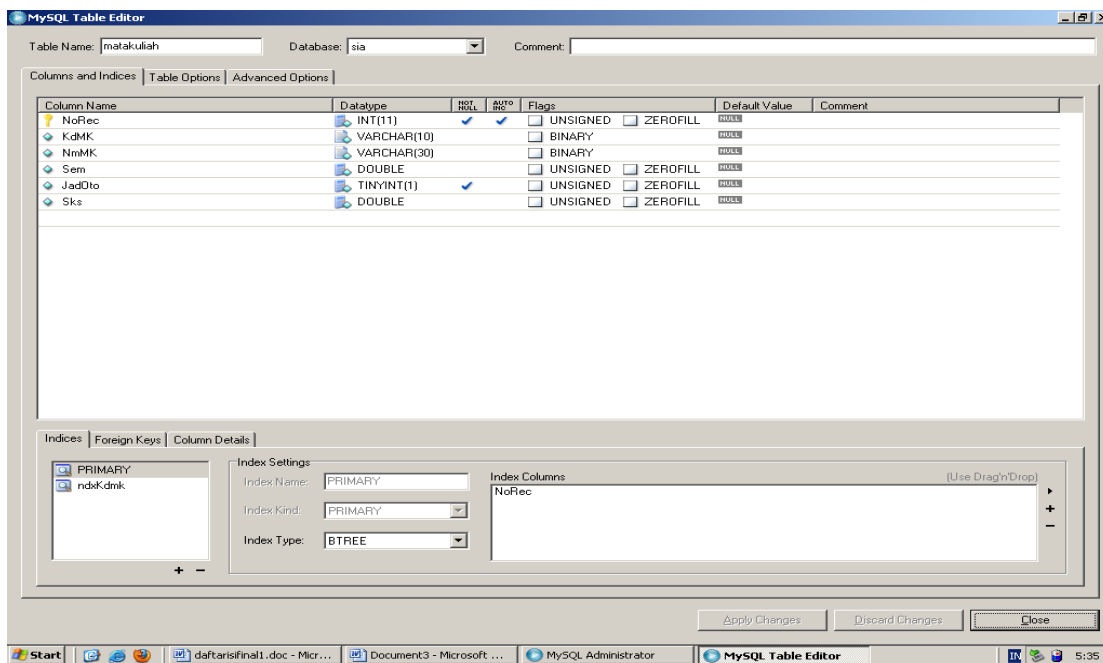 MySQL Table Editor
Table Name: matakuliah Database: sia Comment:
Columns and Indices Table Options Advanced Options
Column Name Datatype NOT NULL AUTO INC Flags Default Value Comment
NoRec INT(11) UNSIGNED ZEROFILL NULL
KdMK VARCHAR(10) BINARY NULL
NmMK VARCHAR(30) BINARY NULL
Sem DOUBLE UNSIGNED ZEROFILL NULL
JadOto TINYINT(1) UNSIGNED ZEROFILL NULL
Sks DOUBLE UNSIGNED ZEROFILL NULL
Indices Foreign Keys Column Details
PRIMARY
ndxKdmk
Index Settings
Index Name: PRIMARY
Index Kind: PRIMARY
Index Type: BTREE
Index Columns (Use Drag'n'Drop)
NoRec
Apply Changes Discard Changes Close
Start daftarisifinal1.doc - Micr... Document3 - Microsoft ... MySQL Administrator MySQL Table Editor IN 5:35